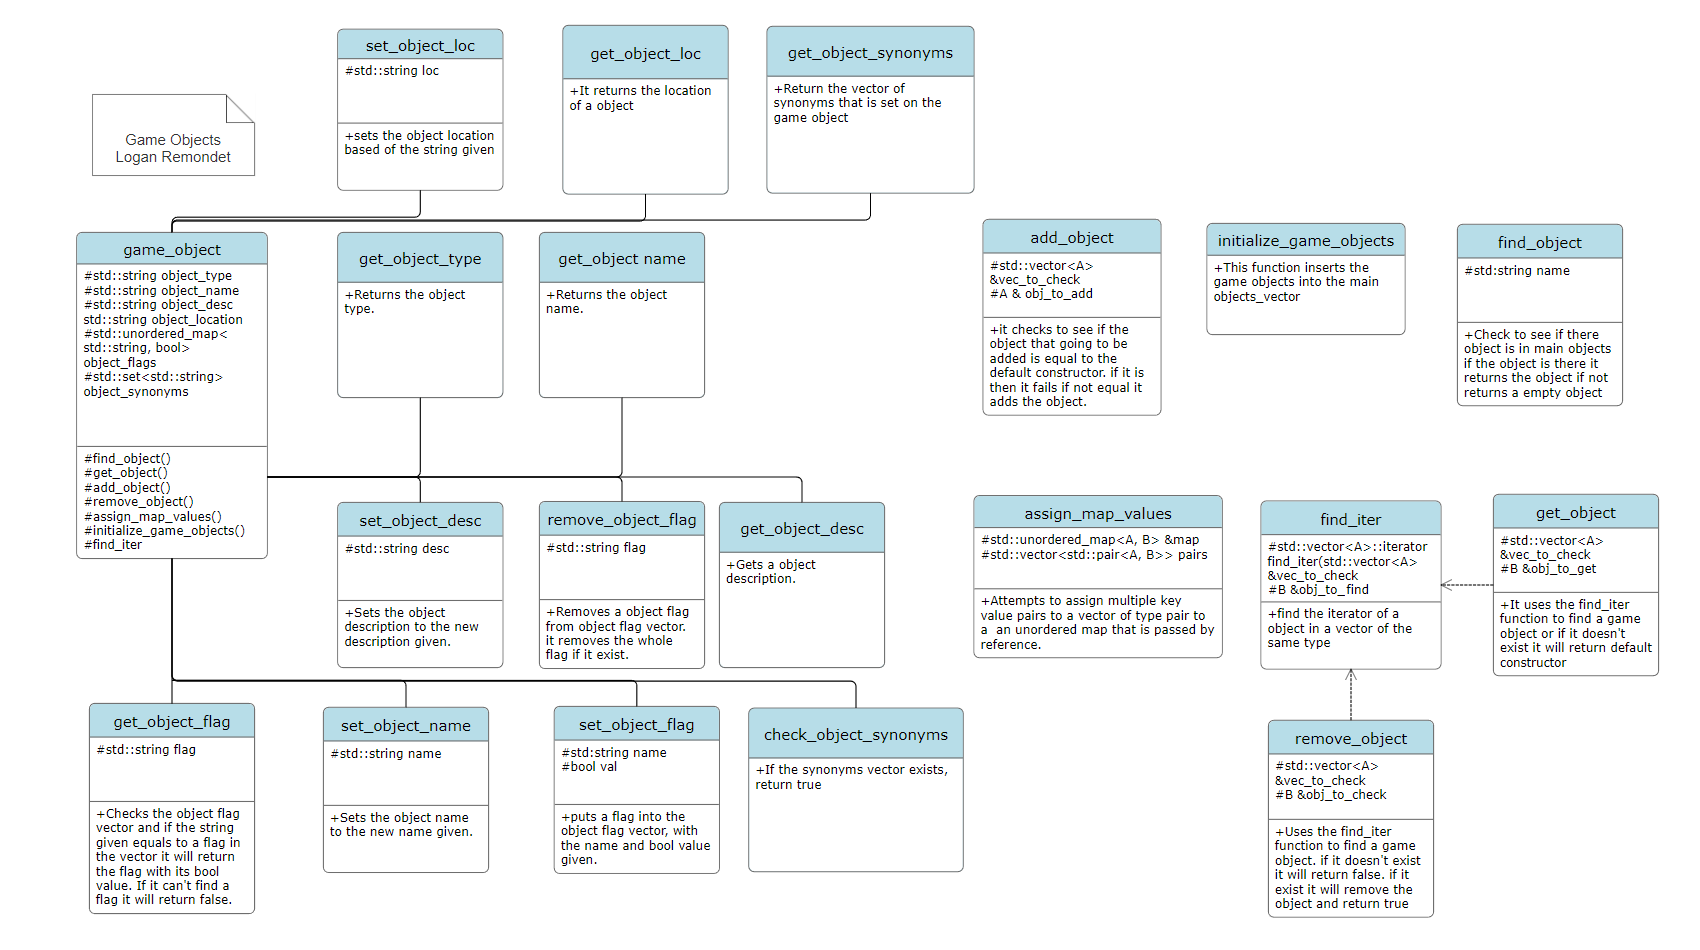 set_object_loc
#std::string loc
+sets the object location
based of the string given
get_object_loc
+It returns the location
of a object
get_object_synonyms
+Return the vector of
synonyms that is set on the
game object
Game Objects
Logan Remondet
game_object
#std::string object_type
#std::string object_name
#std::string object_desc
std::string object_location
#std::unordered_map<
std::string, bool>
object_flags
#std::set<std::string>
object_synonyms
#find_object()
#get_object()
#add_object()
#remove_object()
#assign_map_values()
#initialize_game_objects()
#find_iter
get_object_type
+Returns the object
type.
get_object name
+Returns the object
name.
add_object
#std::vector<A>
&vec_to_check
#A & obj_to_add
+it checks to see if the
object that going to be
added is equal to the
default constructor. if it is
then it fails if not equal it
adds the object.
initialize_game_objects
+This function inserts the
game objects into the main
objects_vector
find_object
#std:string name
+Check to see if there
object is in main objects
if the object is there it
returns the object if not
returns a empty object
set_object_desc
#std::string desc
+Sets the object
description to the new
description given.
remove_object_flag
#std::string flag
+Removes a object flag
from object flag vector.
it removes the whole
flag if it exist.
get_object_desc
+Gets a object
description.
assign_map_values
#std::unordered_map<A, B> &map
#std::vector<std::pair<A, B>> pairs
+Attempts to assign multiple key
value pairs to a vector of type pair to
a  an unordered map that is passed by
reference.
find_iter
#std::vector<A>::iterator
find_iter(std::vector<A>
&vec_to_check
#B &obj_to_find
+find the iterator of a
object in a vector of the
same type
get_object
#std::vector<A>
&vec_to_check
#B &obj_to_get
+It uses the find_iter
function to find a game
object or if it doesn't
exist it will return default
constructor
get_object_flag
#std::string flag
+Checks the object flag
vector and if the string
given equals to a flag in
the vector it will return
the flag with its bool
value. If it can't find a
flag it will return false.
set_object_name
#std::string name
+Sets the object name
to the new name given.
set_object_flag
#std:string name
#bool val
+puts a flag into the
object flag vector, with
the name and bool value
given.
check_object_synonyms
+If the synonyms vector exists,
return true
remove_object
#std::vector<A>
&vec_to_check
#B &obj_to_check
+Uses the find_iter
function to find a game
object. if it doesn't exist
it will return false. if it
exist it will remove the
object and return true